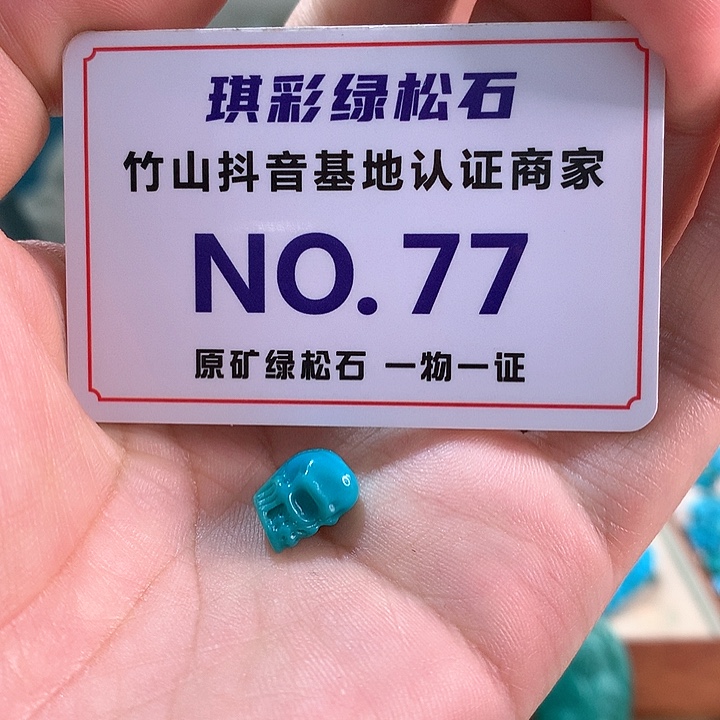 琪彩绿松石
竹山抖音基地认证商家
NO.77
原矿绿松石 一物一证